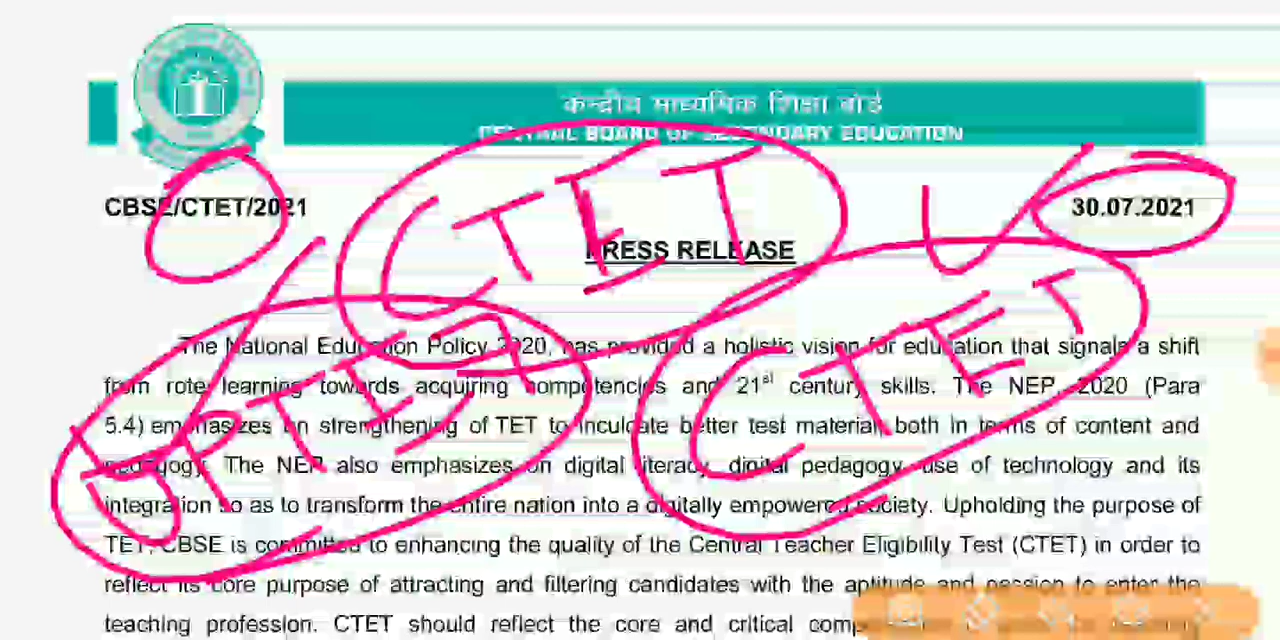 केन्द्रीय माध्यमिक शिक्षा बोर्ड
CENTRAL BOARD OF SECONDARY EDUCATION
CBSE/CTET/2021 30.07.2021
CTET
PRESS RELEASE
The National Education Policy 2020, has provided a holistic vision for education that signals a shift
from rote learning towards acquiring competencies and 21st century skills. The NEP -2020 (Para
5.4) emphasizes on strengthening of TET to inculcate better test material, both in terms of content and
pedagogy. The NEP also emphasizes on digital literacy, digital pedagogy, use of technology and its
integration so as to transform the entire nation into a digitally empowered society. Upholding the purpose of
TET, CBSE is committed to enhancing the quality of the Central Teacher Eligibility Test (CTET) in order to
reflect its core purpose of attracting and filtering candidates with the aptitude and passion to enter the
teaching profession. CTET should reflect the core and critical
UPTET
CTET